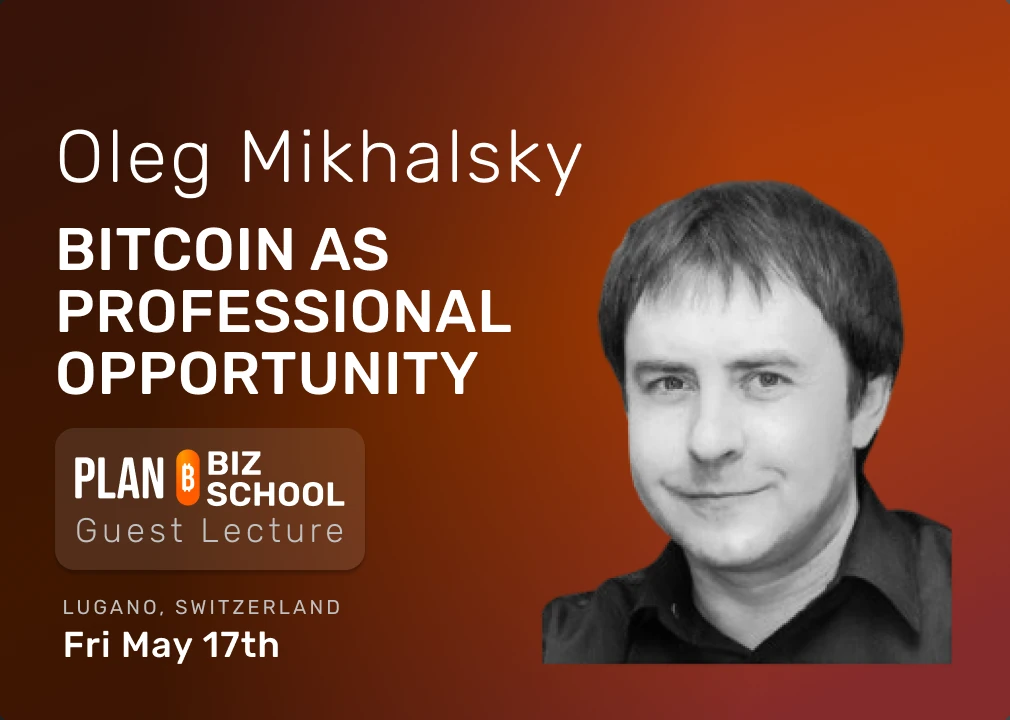 Oleg Mikhalsky
BITCOIN AS
PROFESSIONAL
OPPORTUNITY
PLAN ₿ BIZ
SCHOOL
Guest Lecture
LUGANO, SWITZERLAND
Fri May 17th